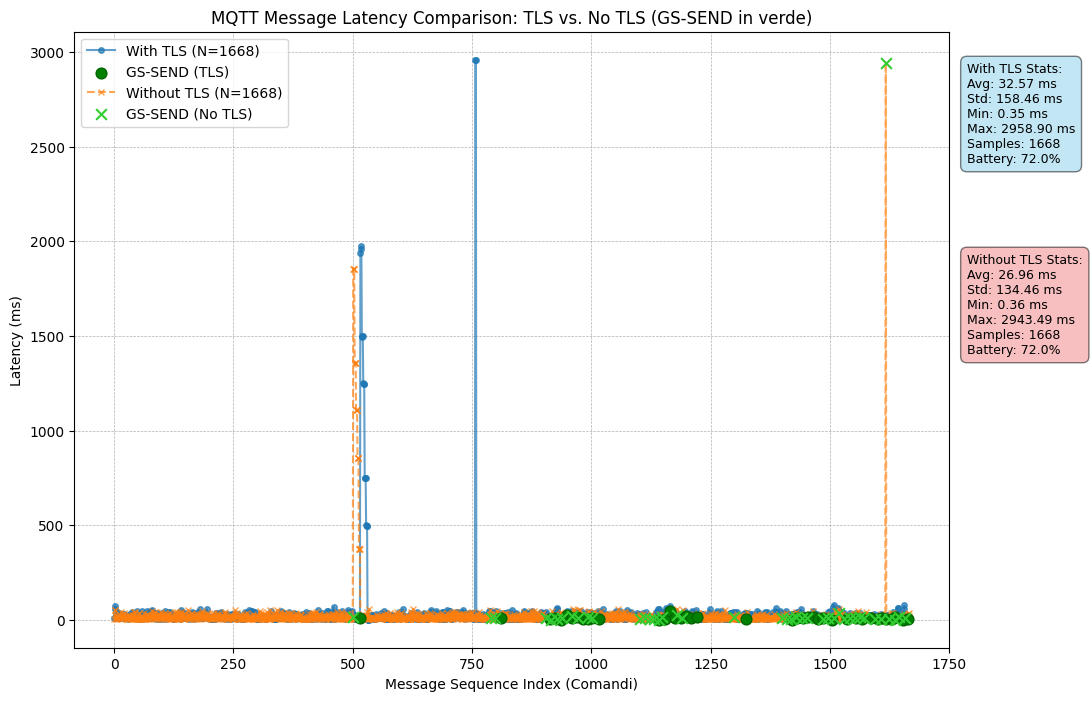 MQTT Message Latency Comparison: TLS vs. No TLS (GS-SEND in verde)
With TLS (N=1668)
GS-SEND (TLS)
Without TLS (N=1668)
GS-SEND (No TLS)
3000
2500
2000
1500
1000
500
0
Latency (ms)
0
250
500
750
1000
1250
1500
1750
Message Sequence Index (Comandi)
With TLS Stats:
Avg: 32.57 ms
Std: 158.46 ms
Min: 0.35 ms
Max: 2958.90 ms
Samples: 1668
Battery: 72.0%
Without TLS Stats:
Avg: 26.96 ms
Std: 134.46 ms
Min: 0.36 ms
Max: 2943.49 ms
Samples: 1668
Battery: 72.0%